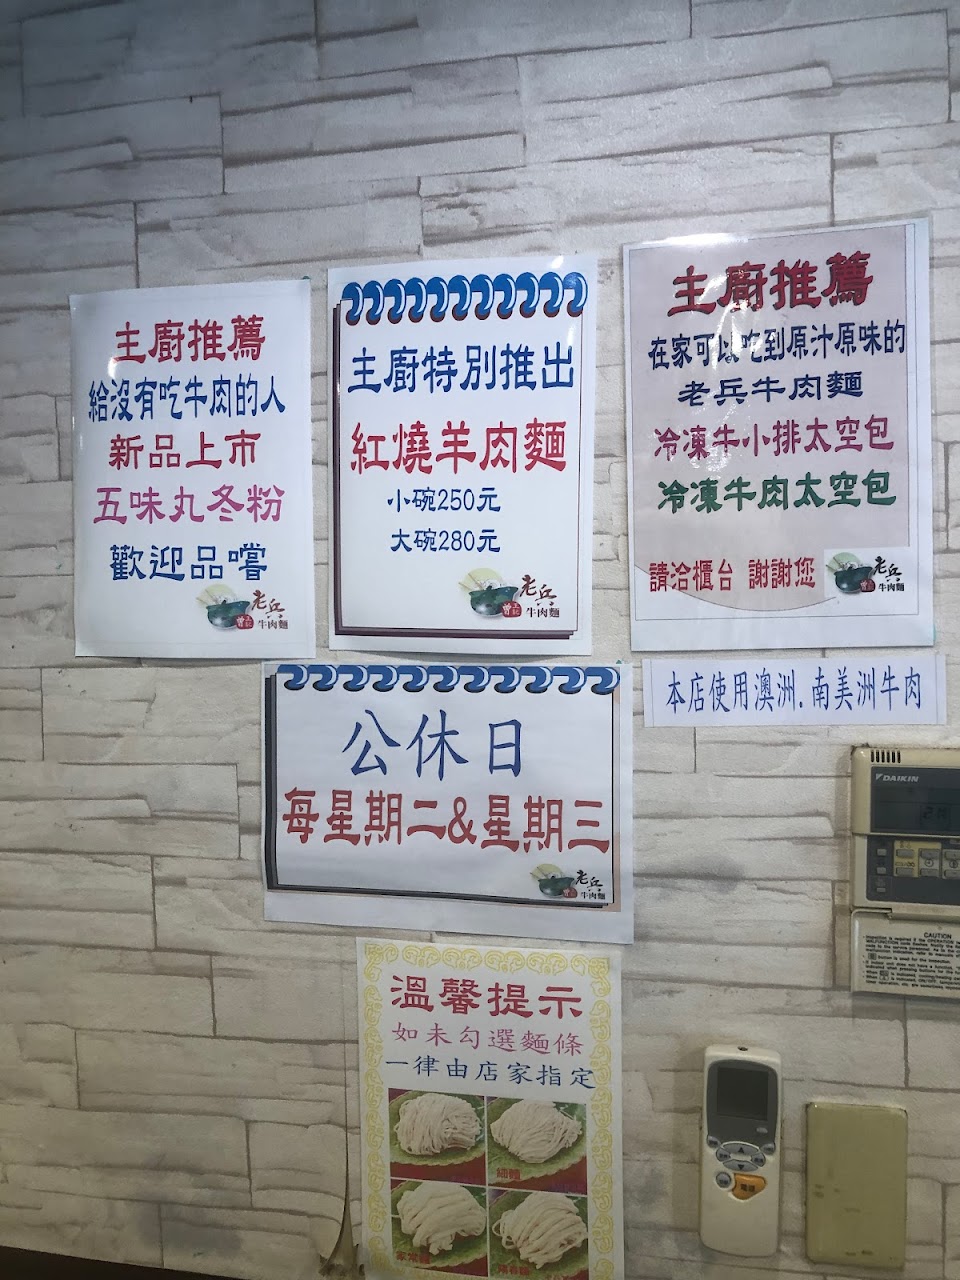 主廚推薦
給沒有吃牛肉的人
新品上市
五味丸冬粉
歡迎品嚐
老兵
牛肉麵
主廚特別推出
紅燒羊肉麵
小碗250元
大碗280元
老兵
牛肉麵
主廚推薦
在家可以吃到原汁原味的
老兵牛肉麵
冷凍牛小排太空包
冷凍牛肉太空包
請洽櫃台 謝謝您
老兵
牛肉麵
本店使用澳洲.南美洲牛肉
公休日
每星期二&星期三
老兵
牛肉麵
DAIKIN
CAUTION
溫馨提示
如未勾選麵條
一律由店家指定
細麵
家常麵